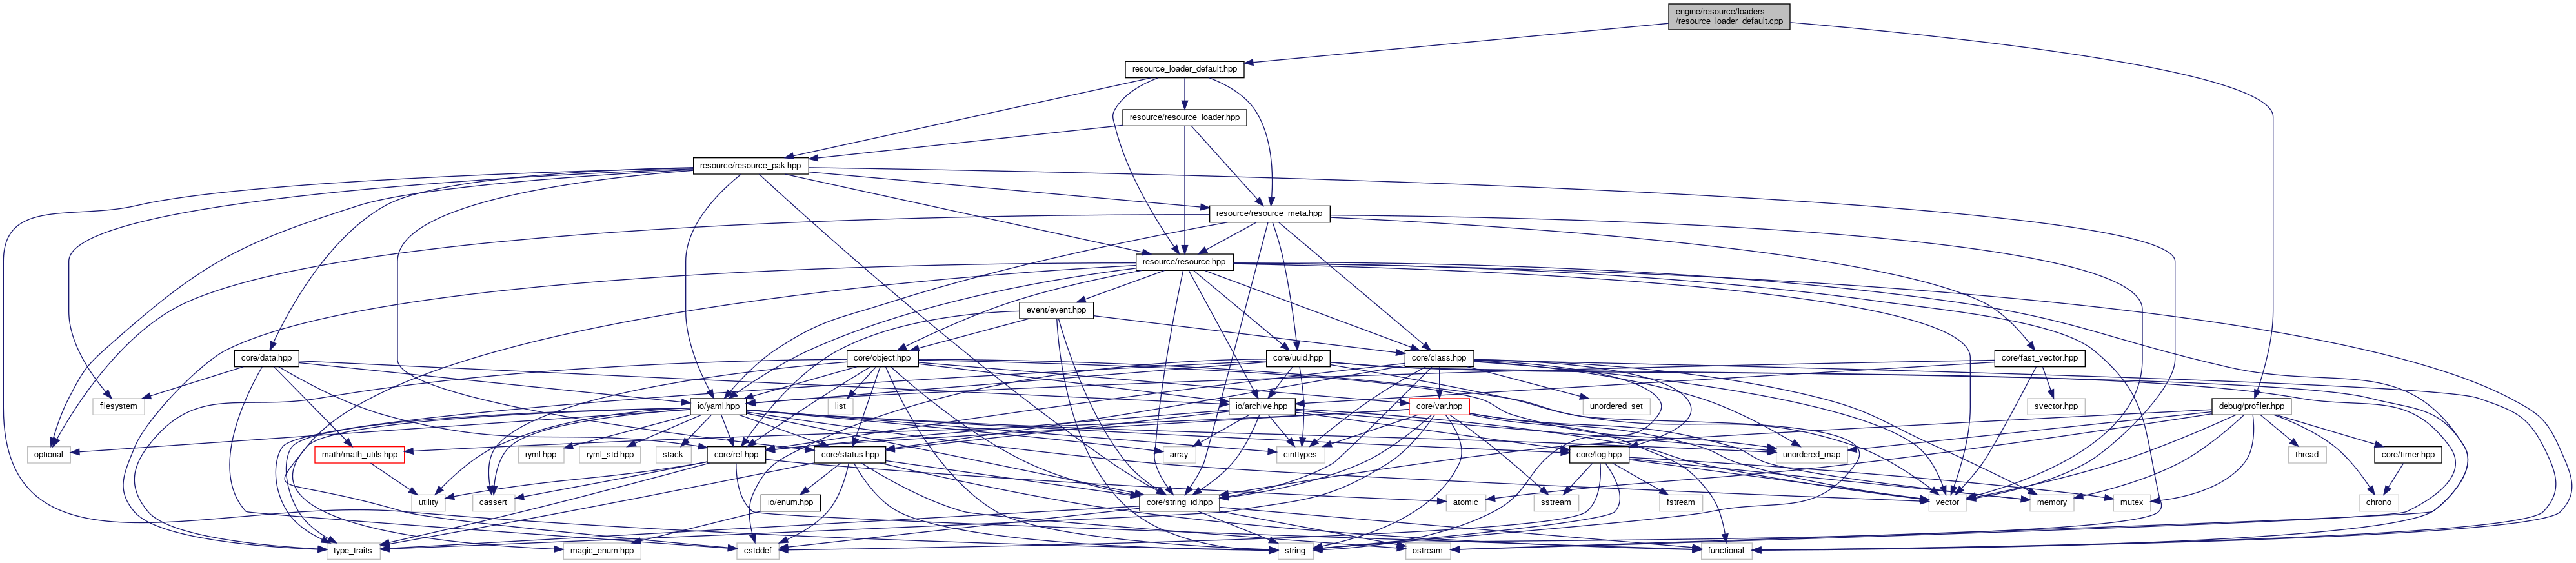 engine/resource/loaders
/resource_loader_default.cpp
resource_loader_default.hpp
resource/resource_loader.hpp
resource/resource_pak.hpp
resource/resource_meta.hpp
resource/resource.hpp
event/event.hpp
core/data.hpp
core/object.hpp
core/uuid.hpp
core/class.hpp
core/fast_vector.hpp
filesystem
io/yaml.hpp
list
io/archive.hpp
core/var.hpp
unordered_set
svector.hpp
debug/profiler.hpp
optional
math/math_utils.hpp
ryml.hpp
ryml_std.hpp
stack
core/ref.hpp
core/status.hpp
array
cinttypes
core/log.hpp
unordered_map
thread
core/timer.hpp
utility
cassert
io/enum.hpp
atomic
core/string_id.hpp
sstream
fstream
vector
memory
mutex
chrono
type_traits
magic_enum.hpp
cstddef
string
ostream
functional